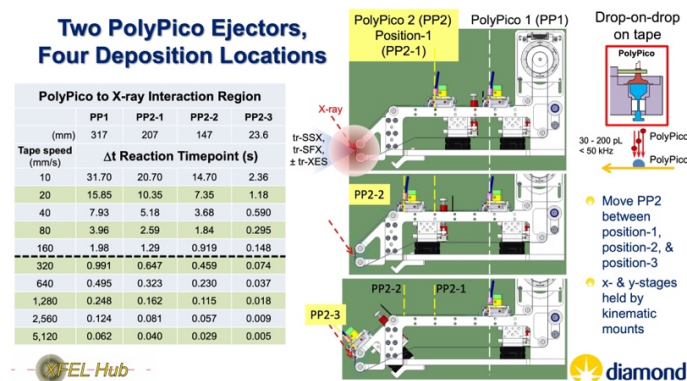 Two PolyPico Ejectors,
Four Deposition Locations
PolyPico to X-ray Interaction Region
PP1 PP2-1 PP2-2 PP2-3
(mm) 317 207 147 23.6
Tape speed
(mm/s) Δt Reaction Timepoint (s)
10 31.70 20.70 14.70 2.36
20 15.85 10.35 7.35 1.18
40 7.93 5.18 3.68 0.590
80 3.96 2.59 1.84 0.295
160 1.98 1.29 0.919 0.148
320 0.991 0.647 0.459 0.074
640 0.495 0.323 0.230 0.037
1,280 0.248 0.162 0.115 0.018
2,560 0.124 0.081 0.057 0.009
5,120 0.062 0.040 0.029 0.005
XFEL Hub
PolyPico 2 (PP2)
Position-1
(PP2-1)
PolyPico 1 (PP1)
X-ray
tr-SSX,
tr-SFX,
± tr-XES
PP2-2
PP2-2 PP2-1
PP2-3
Drop-on-drop
on tape
PolyPico
30 - 200 pL
< 50 kHz
PolyPico
PolyPico
Move PP2
between
position-1,
position-2, &
position-3
x- & y-stages
held by
kinematic
mounts
diamond